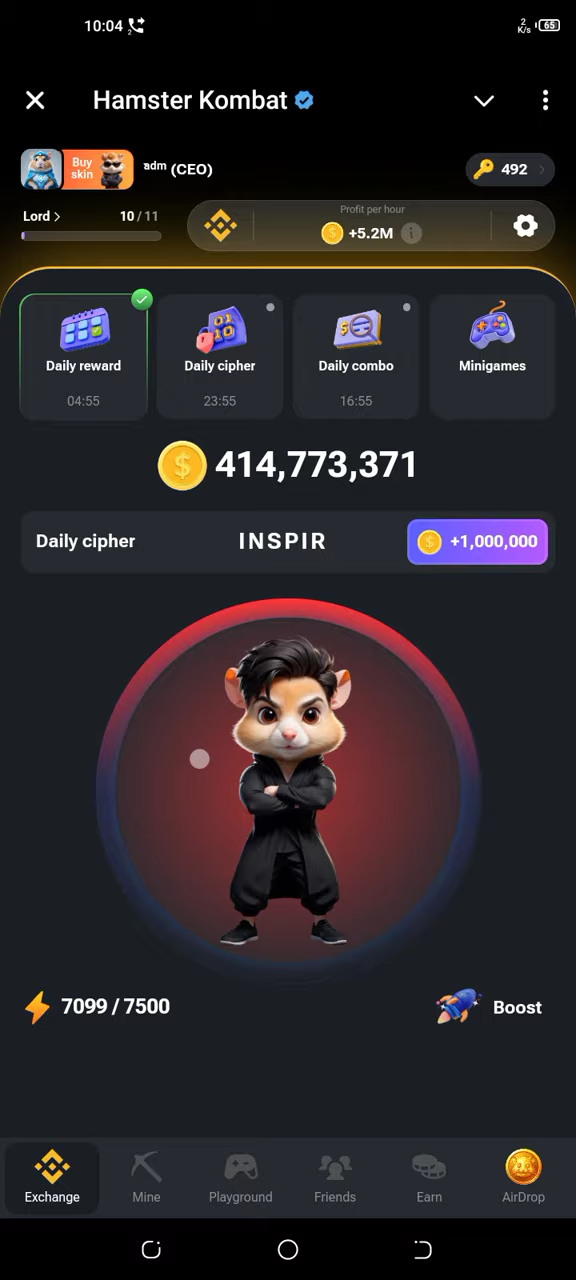 10:04
2
2
K/s
65
Hamster Kombat
Buy
skin
adm (CEO)
492
Lord
10 / 11
Profit per hour
+5.2M
Daily reward
04:55
Daily cipher
23:55
Daily combo
16:55
Minigames
414,773,371
Daily cipher
INSPIR
+1,000,000
7099 / 7500
Boost
Exchange
Mine
Playground
Friends
Earn
AirDrop